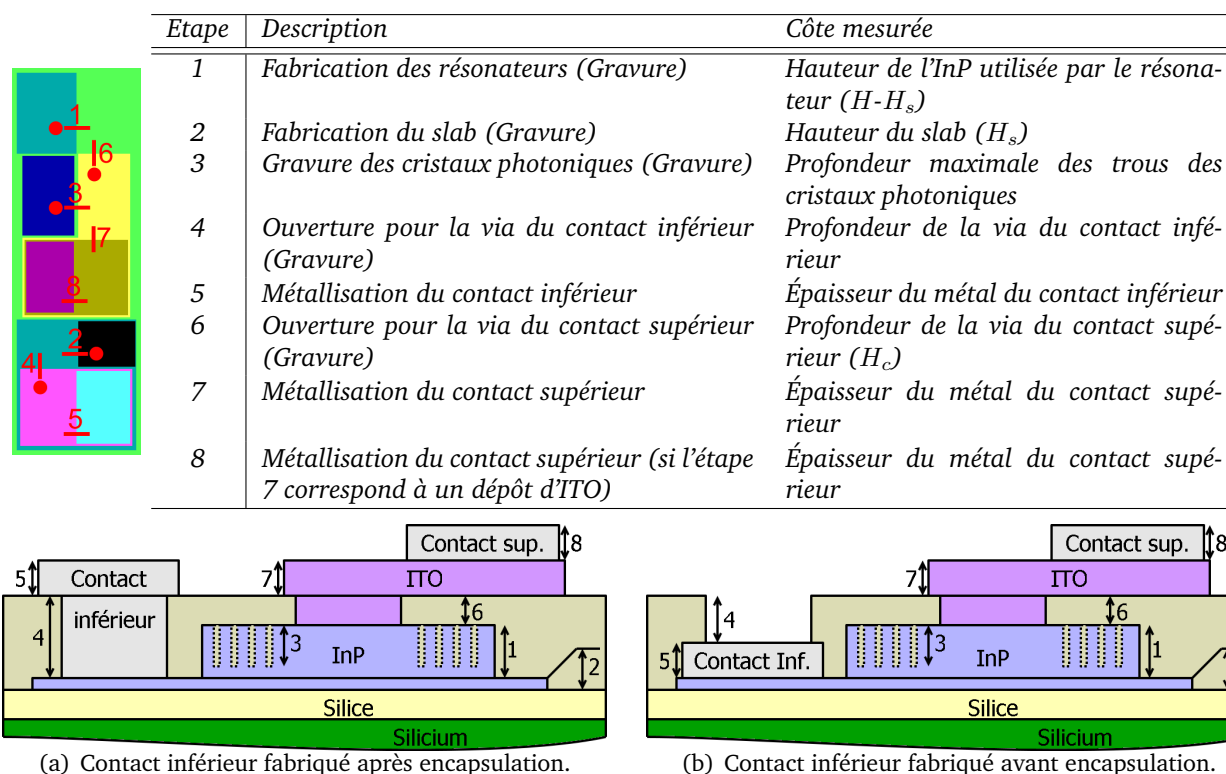 Etape Description Côte mesurée
1 Fabrication des résonateurs (Gravure) Hauteur de l'InP utilisée par le résona-
teur (H-Hs)
2 Fabrication du slab (Gravure) Hauteur du slab (Hs)
3 Gravure des cristaux photoniques (Gravure) Profondeur maximale des trous des
cristaux photoniques
4 Ouverture pour la via du contact inférieur Profondeur de la via du contact infé-
(Gravure) rieur
5 Métallisation du contact inférieur Épaisseur du métal du contact inférieur
6 Ouverture pour la via du contact supérieur Profondeur de la via du contact supé-
(Gravure) rieur (Hc)
7 Métallisation du contact supérieur Épaisseur du métal du contact supé-
rieur
8 Métallisation du contact supérieur (si l'étape Épaisseur du métal du contact supé-
7 correspond à un dépôt d'ITO) rieur
1
6
3
7
8
2
4
5
Contact sup. 8
5 Contact 7 ITO
inférieur 6
4 3 InP 1 2
Silice
Silicium
(a) Contact inférieur fabriqué après encapsulation.
Contact sup. 8
7 ITO
4 6
5 Contact Inf. 3 InP 1
Silice
Silicium
(b) Contact inférieur fabriqué avant encapsulation.